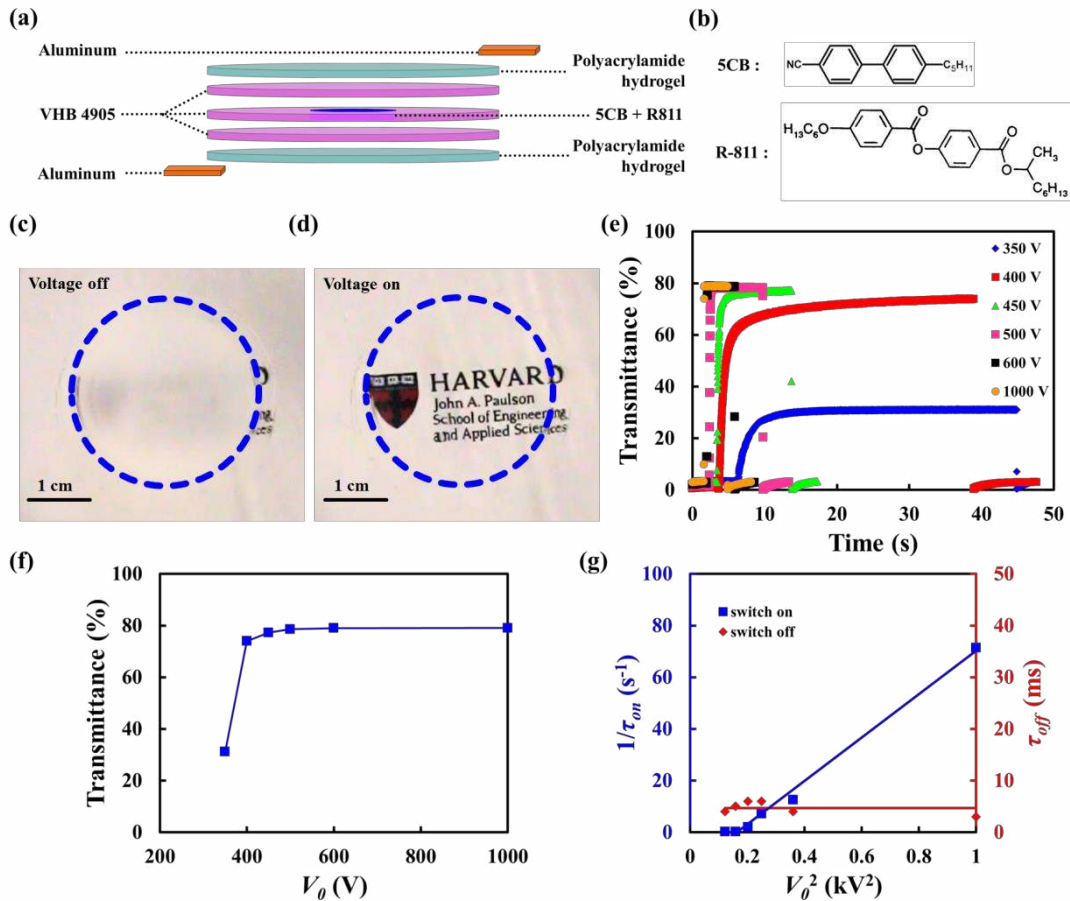 (a)
Aluminum
Polyacrylamide
hydrogel
VHB 4905
5CB + R811
Polyacrylamide
hydrogel
Aluminum
(b)
5CB :
NC
C₅H₁₁
R-811 :
H₁₃C₆O
O
O
O
CH₃
O
C₆H₁₃
(c)
Voltage off
1 cm
(d)
Voltage on
HARVARD
John A. Paulson
School of Engineering
and Applied Sciences
1 cm
(e)
Transmittance (%)
100
80
60
40
20
0
0
10
20
30
40
50
Time (s)
350 V
400 V
450 V
500 V
600 V
1000 V
(f)
Transmittance (%)
100
80
60
40
20
0
200
400
600
800
1000
V₀ (V)
(g)
1/τon (s⁻¹)
100
80
60
40
20
0
switch on
switch off
0
0.2
0.4
0.6
0.8
1
V₀² (kV²)
50
40
30
20
10
0
τoff (ms)